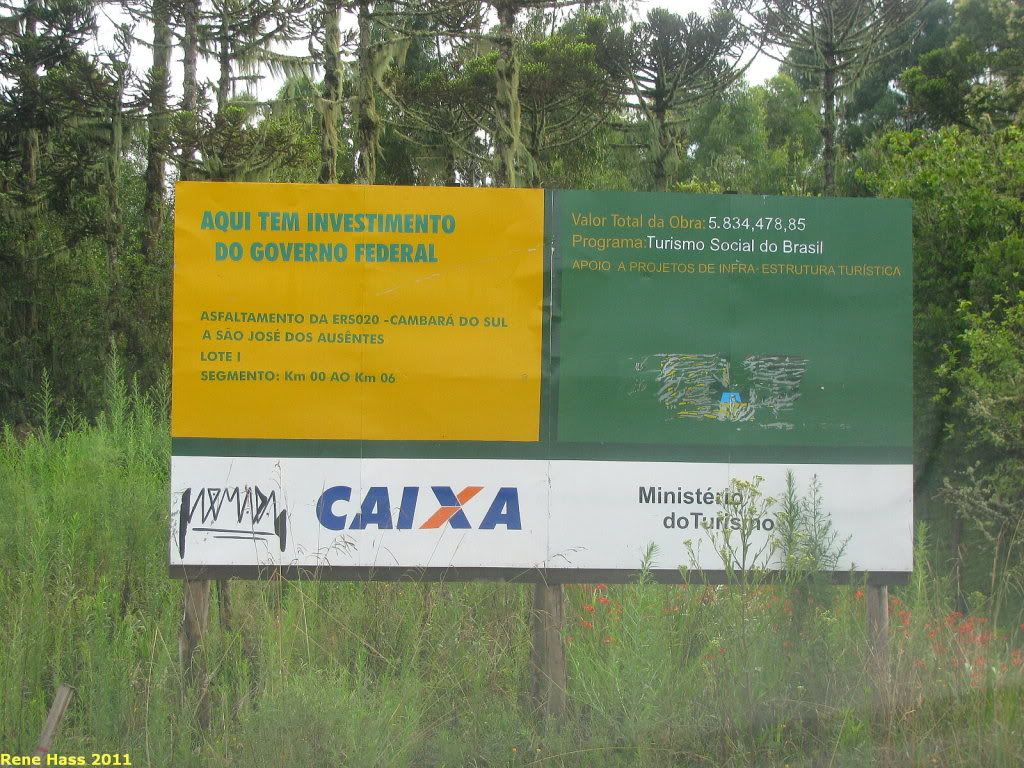 AQUI TEM INVESTIMENTO
DO GOVERNO FEDERAL
ASFALTAMENTO DA ERS020 -CAMBARÁ DO SUL
A SÃO JOSÉ DOS AUSÊNTES
LOTE I
SEGMENTO: Km 00 AO Km 06
Valor Total da Obra: 5.834,478,85
Programa: Turismo Social do Brasil
APOIO A PROJETOS DE INFRA- ESTRUTURA TURÍSTICA
CAIXA
Ministério
do Turismo
Rene Hass 2011